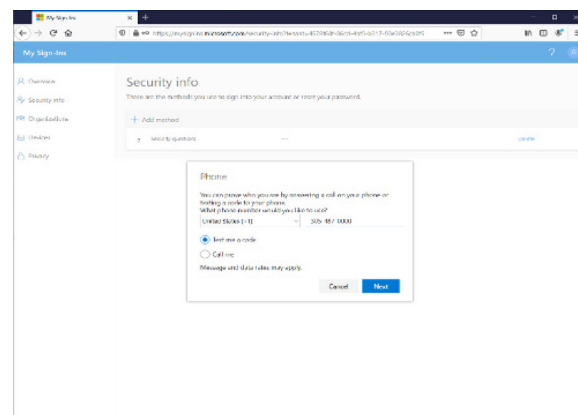 My Sign-Ins
My Sign-Ins
?
Overview
Security info
Organizations
Devices
Privacy
Security info
These are the methods you use to sign into your account or reset your password.
+ Add method
Security questions
Delete
Phone
You can prove who you are by answering a call on your phone or
texting a code to your phone.
What phone number would you like to use?
United States (+1)
Text me a code
Call me
Message and data rates may apply.
Cancel
Next